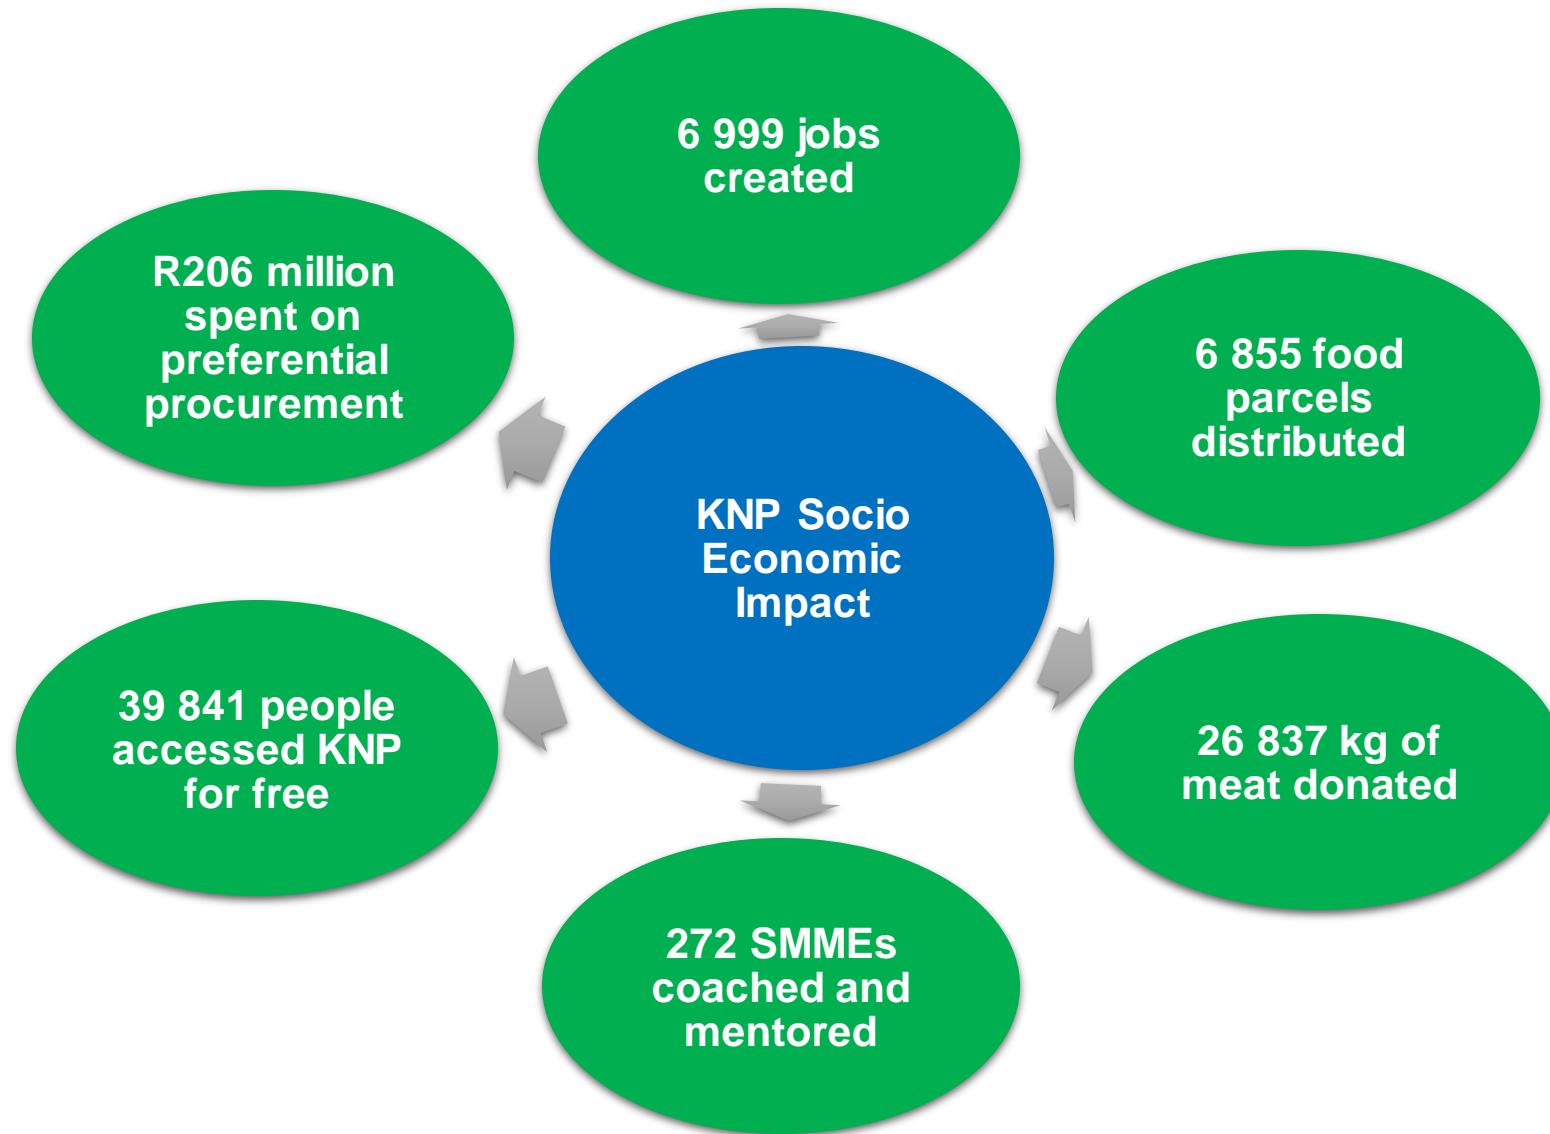 6 999 jobs
created
R206 million
spent on
preferential
procurement
6 855 food
parcels
distributed
KNP Socio
Economic
Impact
39 841 people
accessed KNP
for free
26 837 kg of
meat donated
272 SMMEs
coached and
mentored